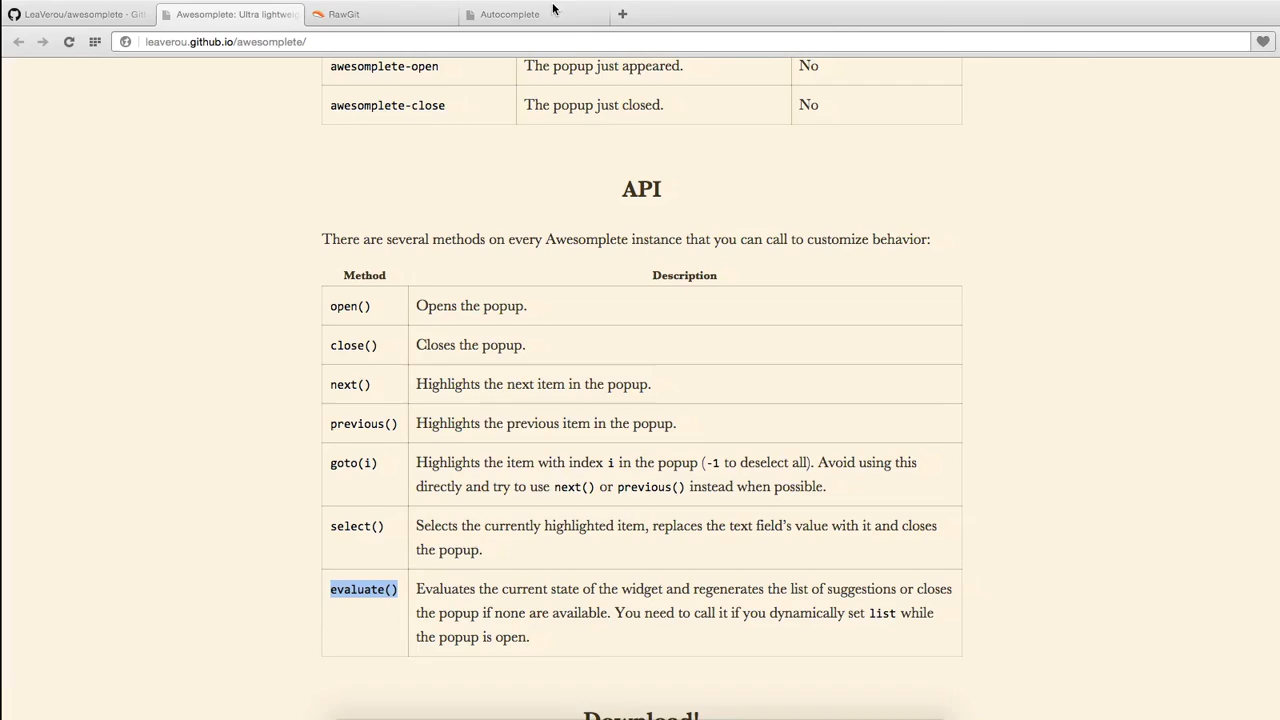 LeaVerou/awesomplete · Git
Awesomplete: Ultra lightweig
RawGit
Autocomplete
leaverou.github.io/awesomplete/
awesomplete-open The popup just appeared. No
awesomplete-close The popup just closed. No
API
There are several methods on every Awesomplete instance that you can call to customize behavior:
Method Description
open() Opens the popup.
close() Closes the popup.
next() Highlights the next item in the popup.
previous() Highlights the previous item in the popup.
goto(i) Highlights the item with index i in the popup (-1 to deselect all). Avoid using this
directly and try to use next() or previous() instead when possible.
select() Selects the currently highlighted item, replaces the text field’s value with it and closes
the popup.
evaluate() Evaluates the current state of the widget and regenerates the list of suggestions or closes
the popup if none are available. You need to call it if you dynamically set list while
the popup is open.
Download!